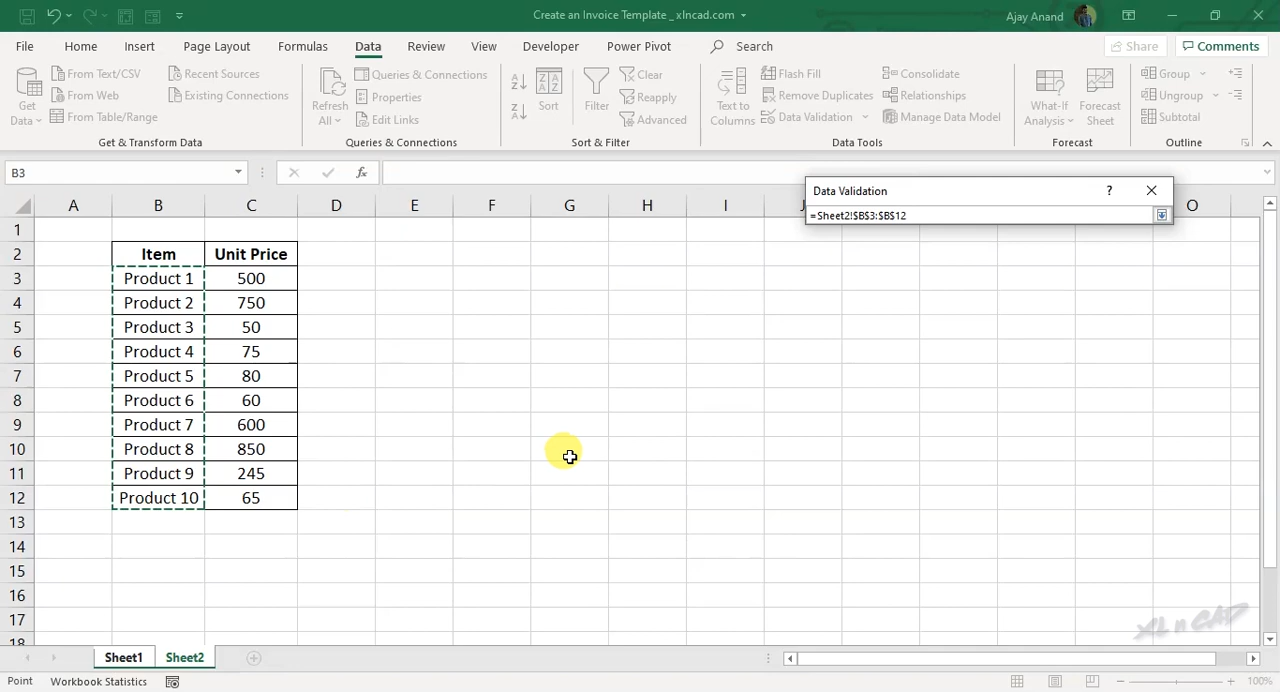 Create an Invoice Template _ xlncad.com
Ajay Anand
File Home Insert Page Layout Formulas Data Review View Developer Power Pivot Search Share Comments
Get Data
From Text/CSV
From Web
From Table/Range
Recent Sources
Existing Connections
Get & Transform Data
Refresh All
Queries & Connections
Properties
Edit Links
Queries & Connections
Sort
Filter
Clear
Reapply
Advanced
Sort & Filter
Text to Columns
Flash Fill
Remove Duplicates
Data Validation
Consolidate
Relationships
Manage Data Model
Data Tools
What-If Analysis
Forecast Sheet
Forecast
Group
Ungroup
Subtotal
Outline
B3
fx
Data Validation ?
=Sheet2!$B$3:$B$12
A B C D E F G H I J O
1
2 Item Unit Price
3 Product 1 500
4 Product 2 750
5 Product 3 50
6 Product 4 75
7 Product 5 80
8 Product 6 60
9 Product 7 600
10 Product 8 850
11 Product 9 245
12 Product 10 65
13
14
15
16
17
18
XL n CAD
Sheet1 Sheet2
Point Workbook Statistics 100%